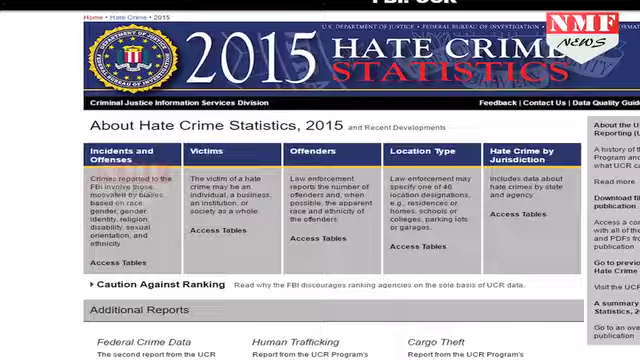 FBI: UCR
Home • Hate Crime • 2015
U.S. DEPARTMENT OF JUSTICE • FEDERAL BUREAU OF INVESTIGATION •
NMF
NEWS
2015 HATE CRIME
STATISTICS
Criminal Justice Information Services Division
Feedback | Contact Us | Data Quality Guide
About Hate Crime Statistics, 2015 and Recent Developments
Incidents and
Offenses
Crimes reported to the
FBI involve those
motivated by biases
based on race,
gender, gender
identity, religion,
disability, sexual
orientation, and
ethnicity.
Access Tables
Victims
The victim of a hate
crime may be an
individual, a business,
an institution, or
society as a whole.
Access Tables
Offenders
Law enforcement
reports the number of
offenders and, when
possible, the apparent
race and ethnicity of
the offenders.
Access Tables
Location Type
Law enforcement may
specify one of 46
location designations,
e.g., residences or
homes, schools or
colleges, parking lots
or garages.
Access Tables
Hate Crime by
Jurisdiction
Includes data about
hate crimes by state
and agency
Access Tables
Caution Against Ranking Read why the FBI discourages ranking agencies on the sole basis of UCR data.
Additional Reports
Federal Crime Data
The second report from the UCR
Human Trafficking
Report from the UCR Program's
Cargo Theft
Report from the UCR Program's
About the U
Reporting (U
A history of t
Program and
what UCR ca
Read more
Download fil
publication
Access a co
with all of the
and PDFs fro
publication
Go to previo
Hate Crime
Visit the UCR
A summary
Statistics, 20
Go to an ove
publication